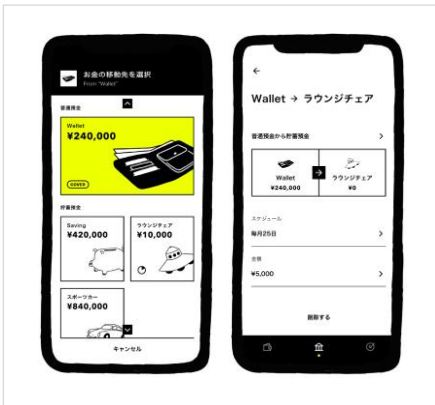 お金の移動先を選択
From "Wallet"
普通預金
Wallet
¥240,000
COVER
貯蓄預金
Saving
¥420,000
ラウンジチェア
¥10,000
スポーツカー
¥840,000
キャンセル
Wallet → ラウンジチェア
普通預金から貯蓄預金
Wallet
¥240,000
ラウンジチェア
¥0
スケジュール
毎月25日
金額
¥5,000
削除する